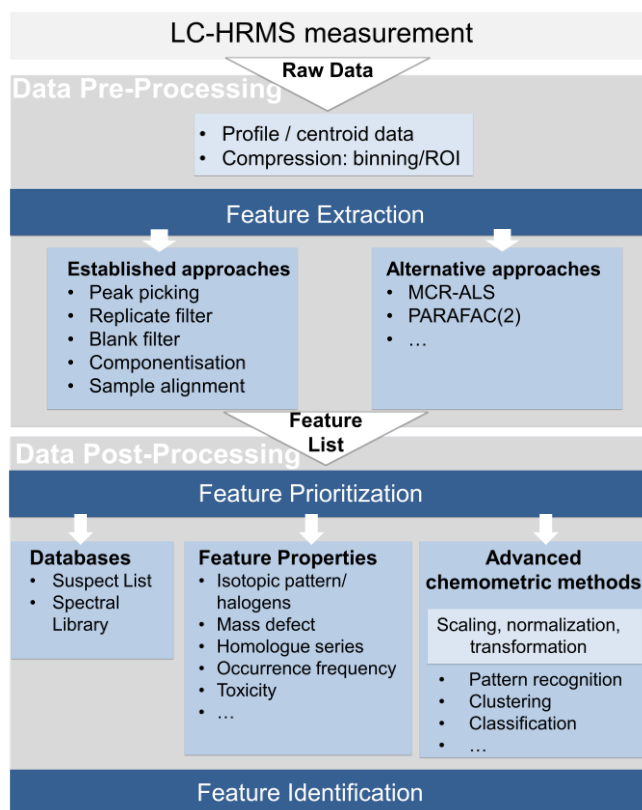 LC-HRMS measurement
Raw Data
Data Pre-Processing
• Profile / centroid data
• Compression: binning/ROI
Feature Extraction
Established approaches
• Peak picking
• Replicate filter
• Blank filter
• Componentisation
• Sample alignment
Alternative approaches
• MCR-ALS
• PARAFAC(2)
• …
Feature
List
Data Post-Processing
Feature Prioritization
Databases
• Suspect List
• Spectral
Library
Feature Properties
• Isotopic pattern/
halogens
• Mass defect
• Homologue series
• Occurrence frequency
• Toxicity
• …
Advanced
chemometric methods
Scaling, normalization,
transformation
• Pattern recognition
• Clustering
• Classification
• …
Feature Identification